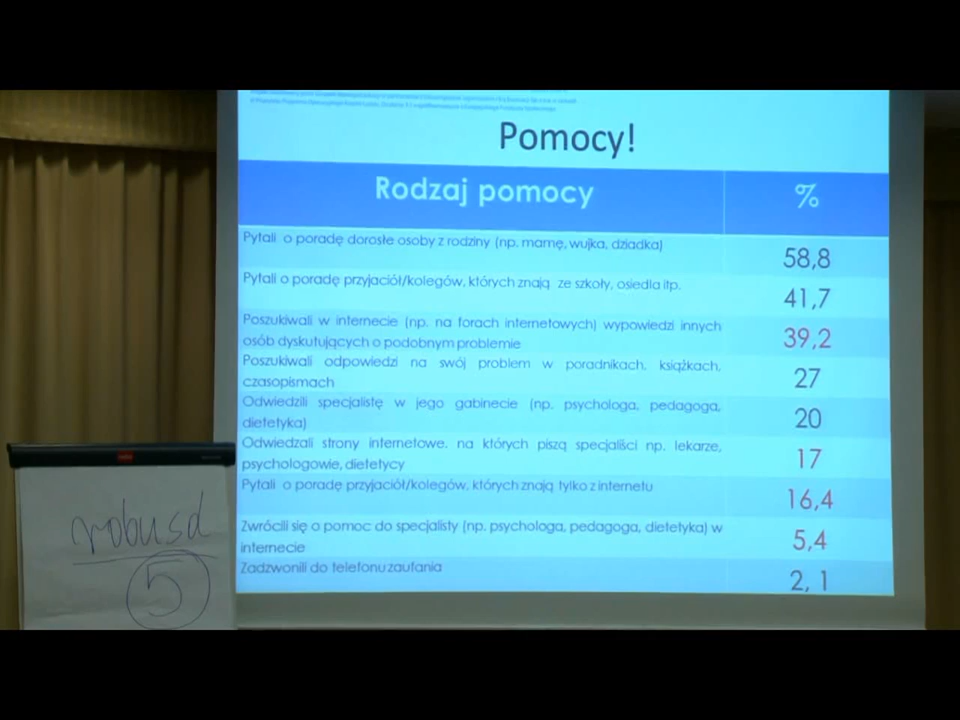 Pomocy!
Rodzaj pomocy %
Pytali o poradę dorosłe osoby z rodziny (np. mamę, wujka, dziadka) 58,8
Pytali o poradę przyjaciół/kolegów, których znają ze szkoły, osiedla itp. 41,7
Poszukiwali w internecie (np. na forach internetowych) wypowiedzi innych
osób dyskutujących o podobnym problemie 39,2
Poszukiwali odpowiedzi na swój problem w poradnikach, książkach,
czasopismach 27
Odwiedzili specjalistę w jego gabinecie (np. psychologa, pedagoga,
dietetyka) 20
Odwiedzali strony internetowe, na których piszą specjaliści np. lekarze,
psychologowie, dietetycy 17
Pytali o poradę przyjaciół/kolegów, których znają tylko z internetu 16,4
Zwrócili się o pomoc do specjalisty (np. psychologa, pedagoga, dietetyka) w
internecie 5,4
Zadzwonili do telefonu zaufania 2, 1
robusd
5